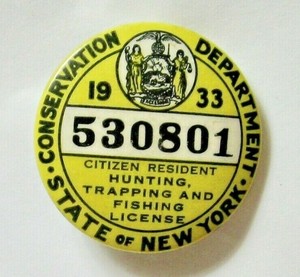 CONSERVATION DEPARTMENT
19 33
530801
CITIZEN RESIDENT
HUNTING,
TRAPPING AND
FISHING
LICENSE
STATE OF NEW YORK